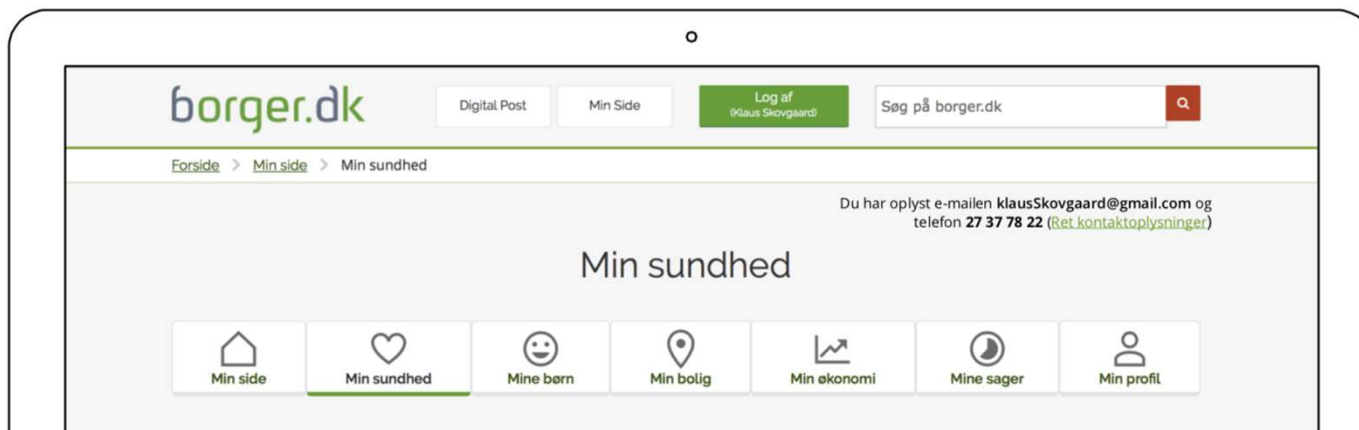 borger.dk
Digital Post
Min Side
Log af
(Klaus Skovgaard)
Søg på borger.dk
Forside > Min side > Min sundhed
Du har oplyst e-mailen klausSkovgaard@gmail.com og
telefon 27 37 78 22 (Ret kontaktoplysninger)
Min sundhed
Min side
Min sundhed
Mine børn
Min bolig
Min økonomi
Mine sager
Min profil